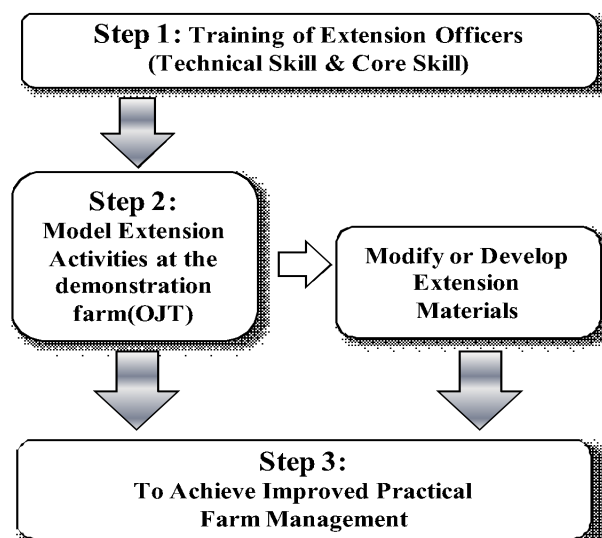 Step 1: Training of Extension Officers
(Technical Skill & Core Skill)
Step 2:
Model Extension
Activities at the
demonstration
farm(OJT)
Modify or Develop
Extension
Materials
Step 3:
To Achieve Improved Practical
Farm Management